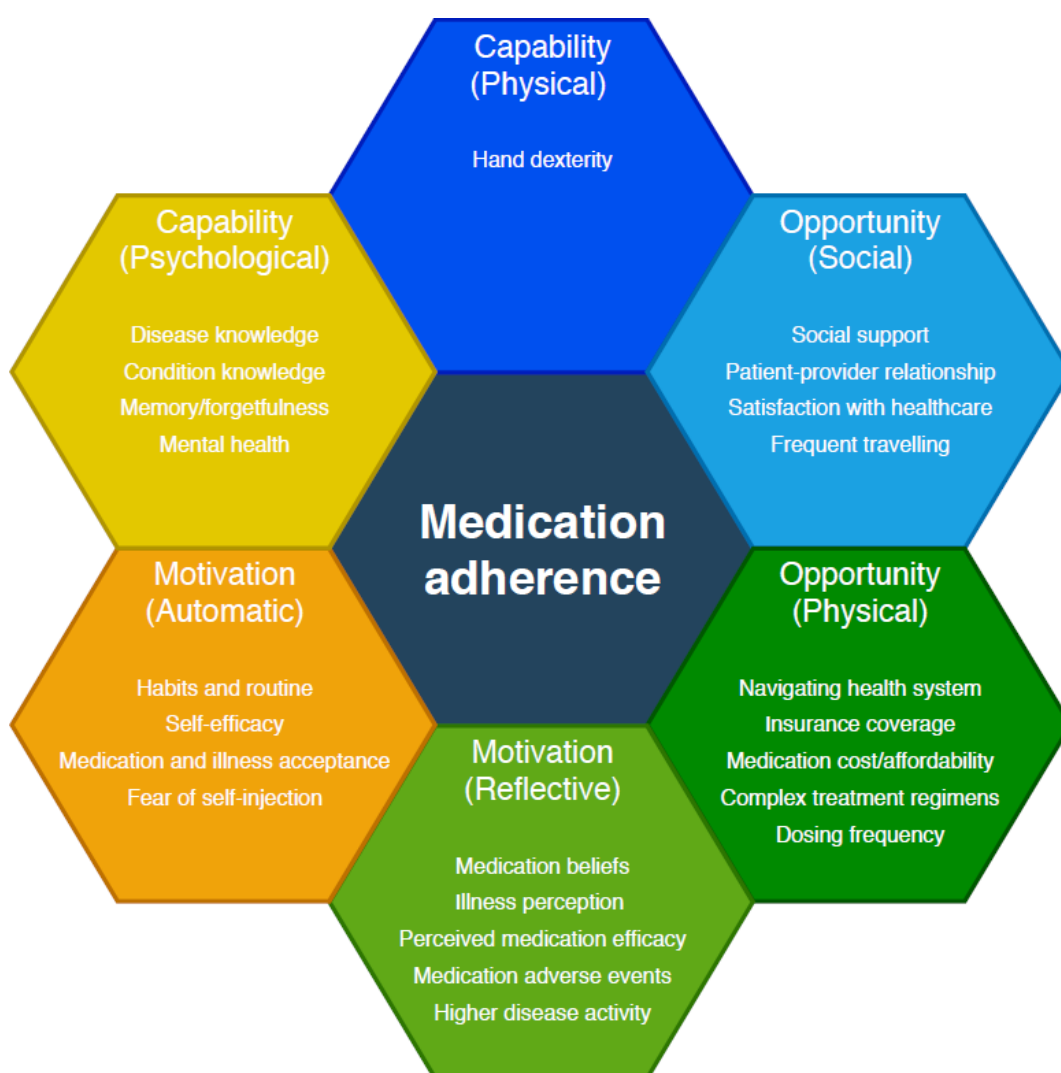 Capability
(Physical)
Hand dexterity
Capability
(Psychological)
Disease knowledge
Condition knowledge
Memory/forgetfulness
Mental health
Opportunity
(Social)
Social support
Patient-provider relationship
Satisfaction with healthcare
Frequent travelling
Medication
adherence
Motivation
(Automatic)
Habits and routine
Self-efficacy
Medication and illness acceptance
Fear of self-injection
Opportunity
(Physical)
Navigating health system
Insurance coverage
Medication cost/affordability
Complex treatment regimens
Dosing frequency
Motivation
(Reflective)
Medication beliefs
Illness perception
Perceived medication efficacy
Medication adverse events
Higher disease activity